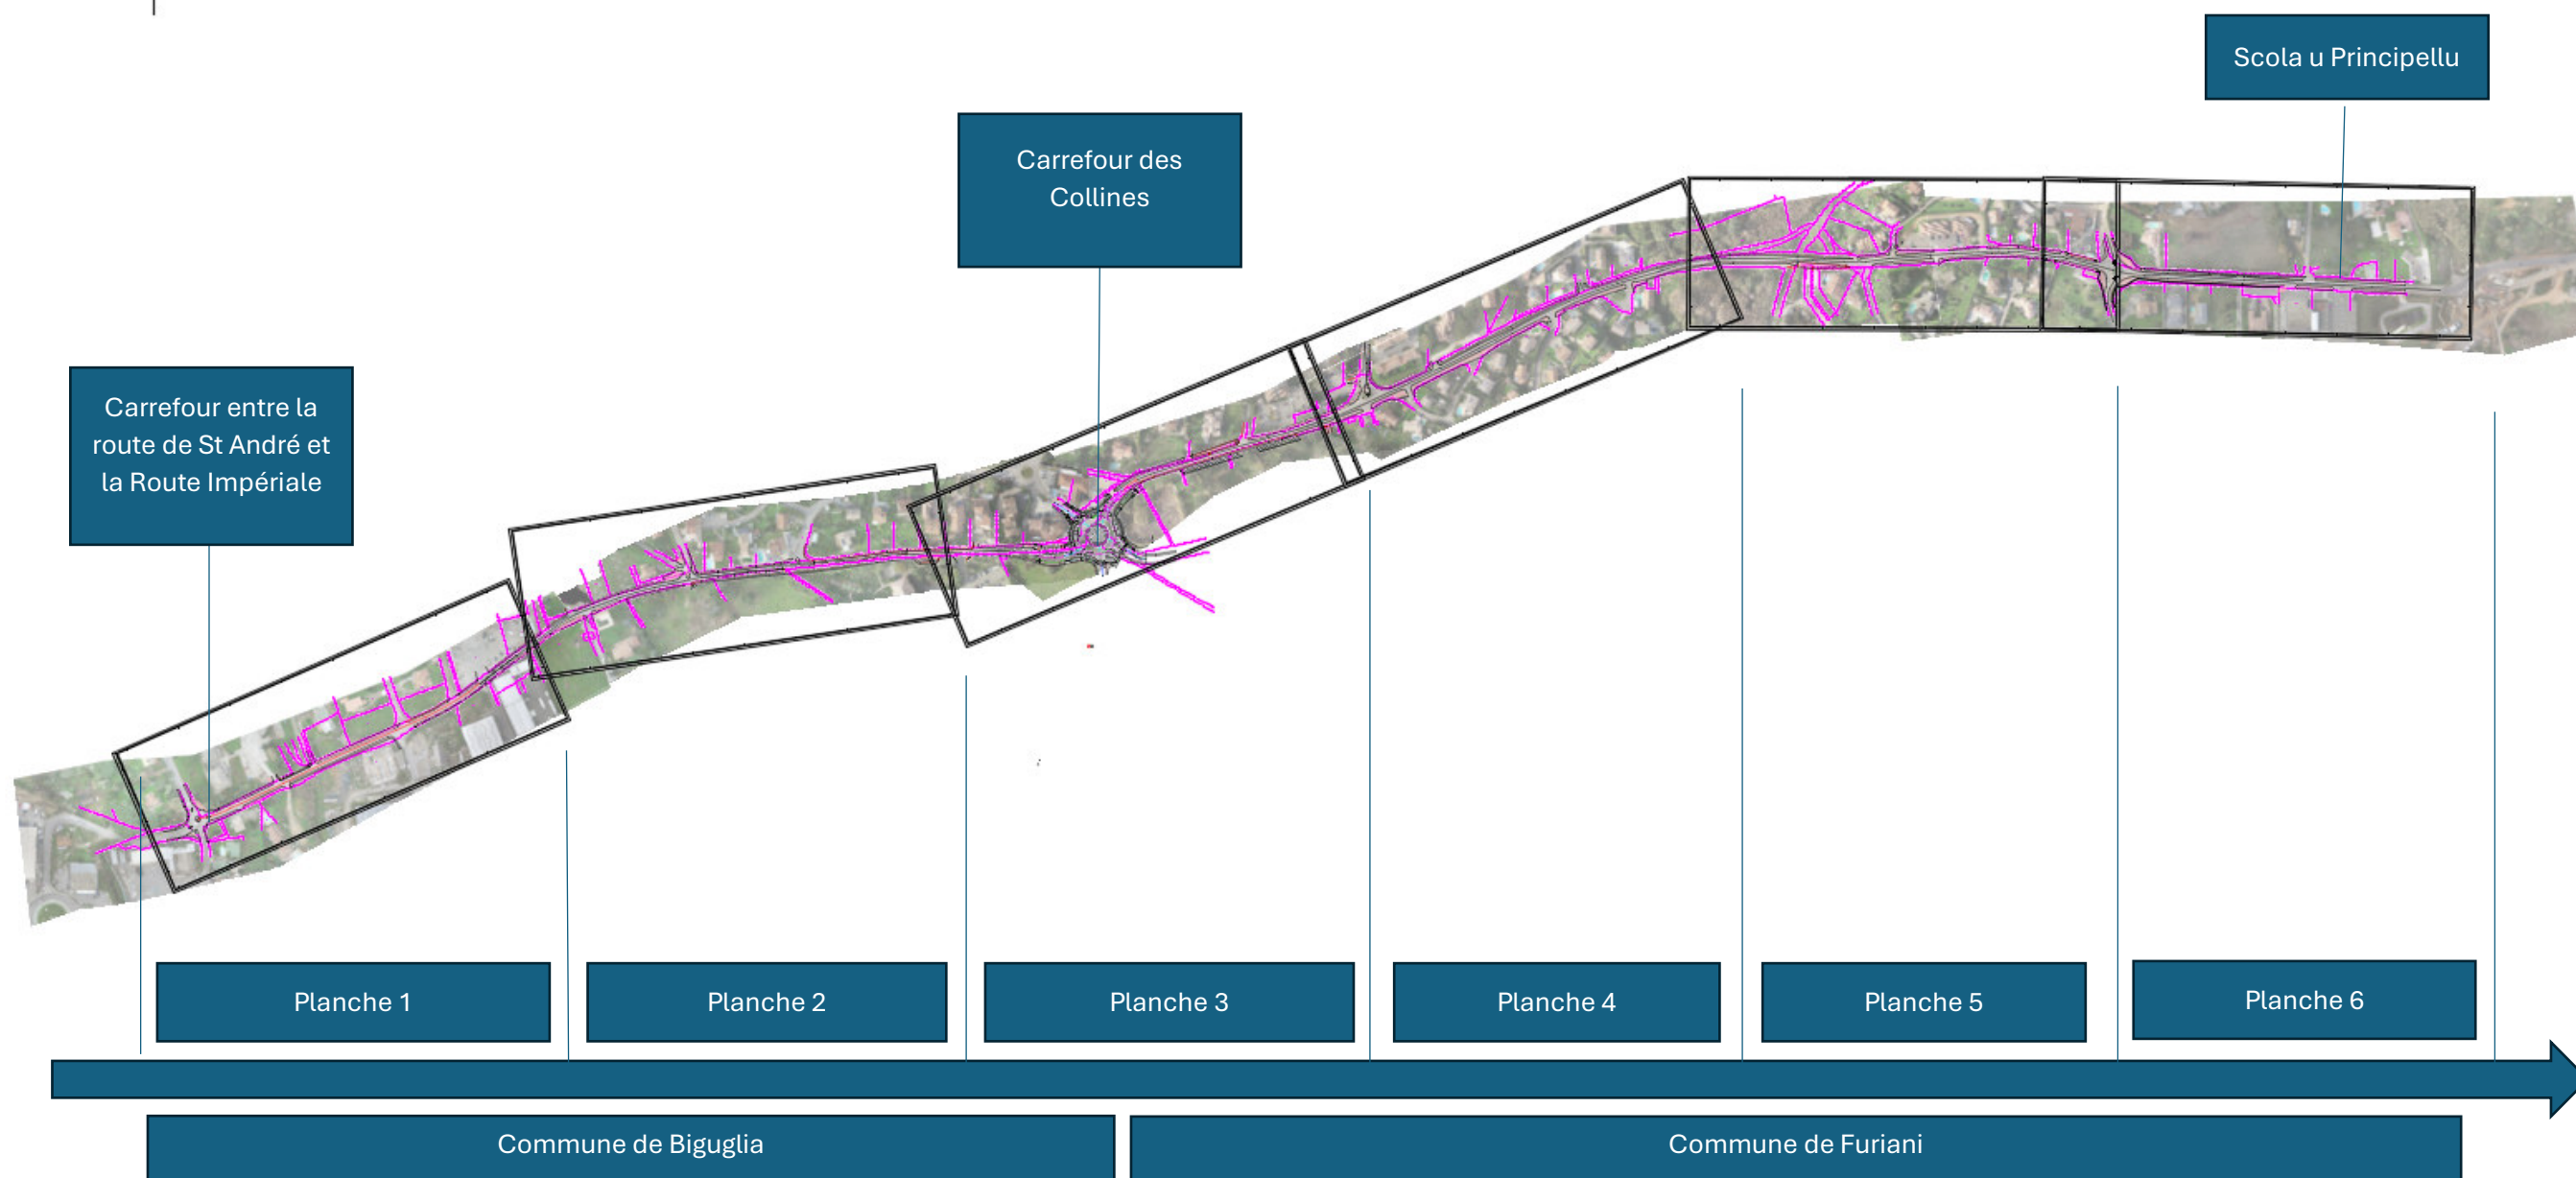 Scola u Principellu
Carrefour des
Collines
Carrefour entre la
route de St André et
la Route Impériale
Planche 1
Planche 2
Planche 3
Planche 4
Planche 5
Planche 6
Commune de Biguglia
Commune de Furiani